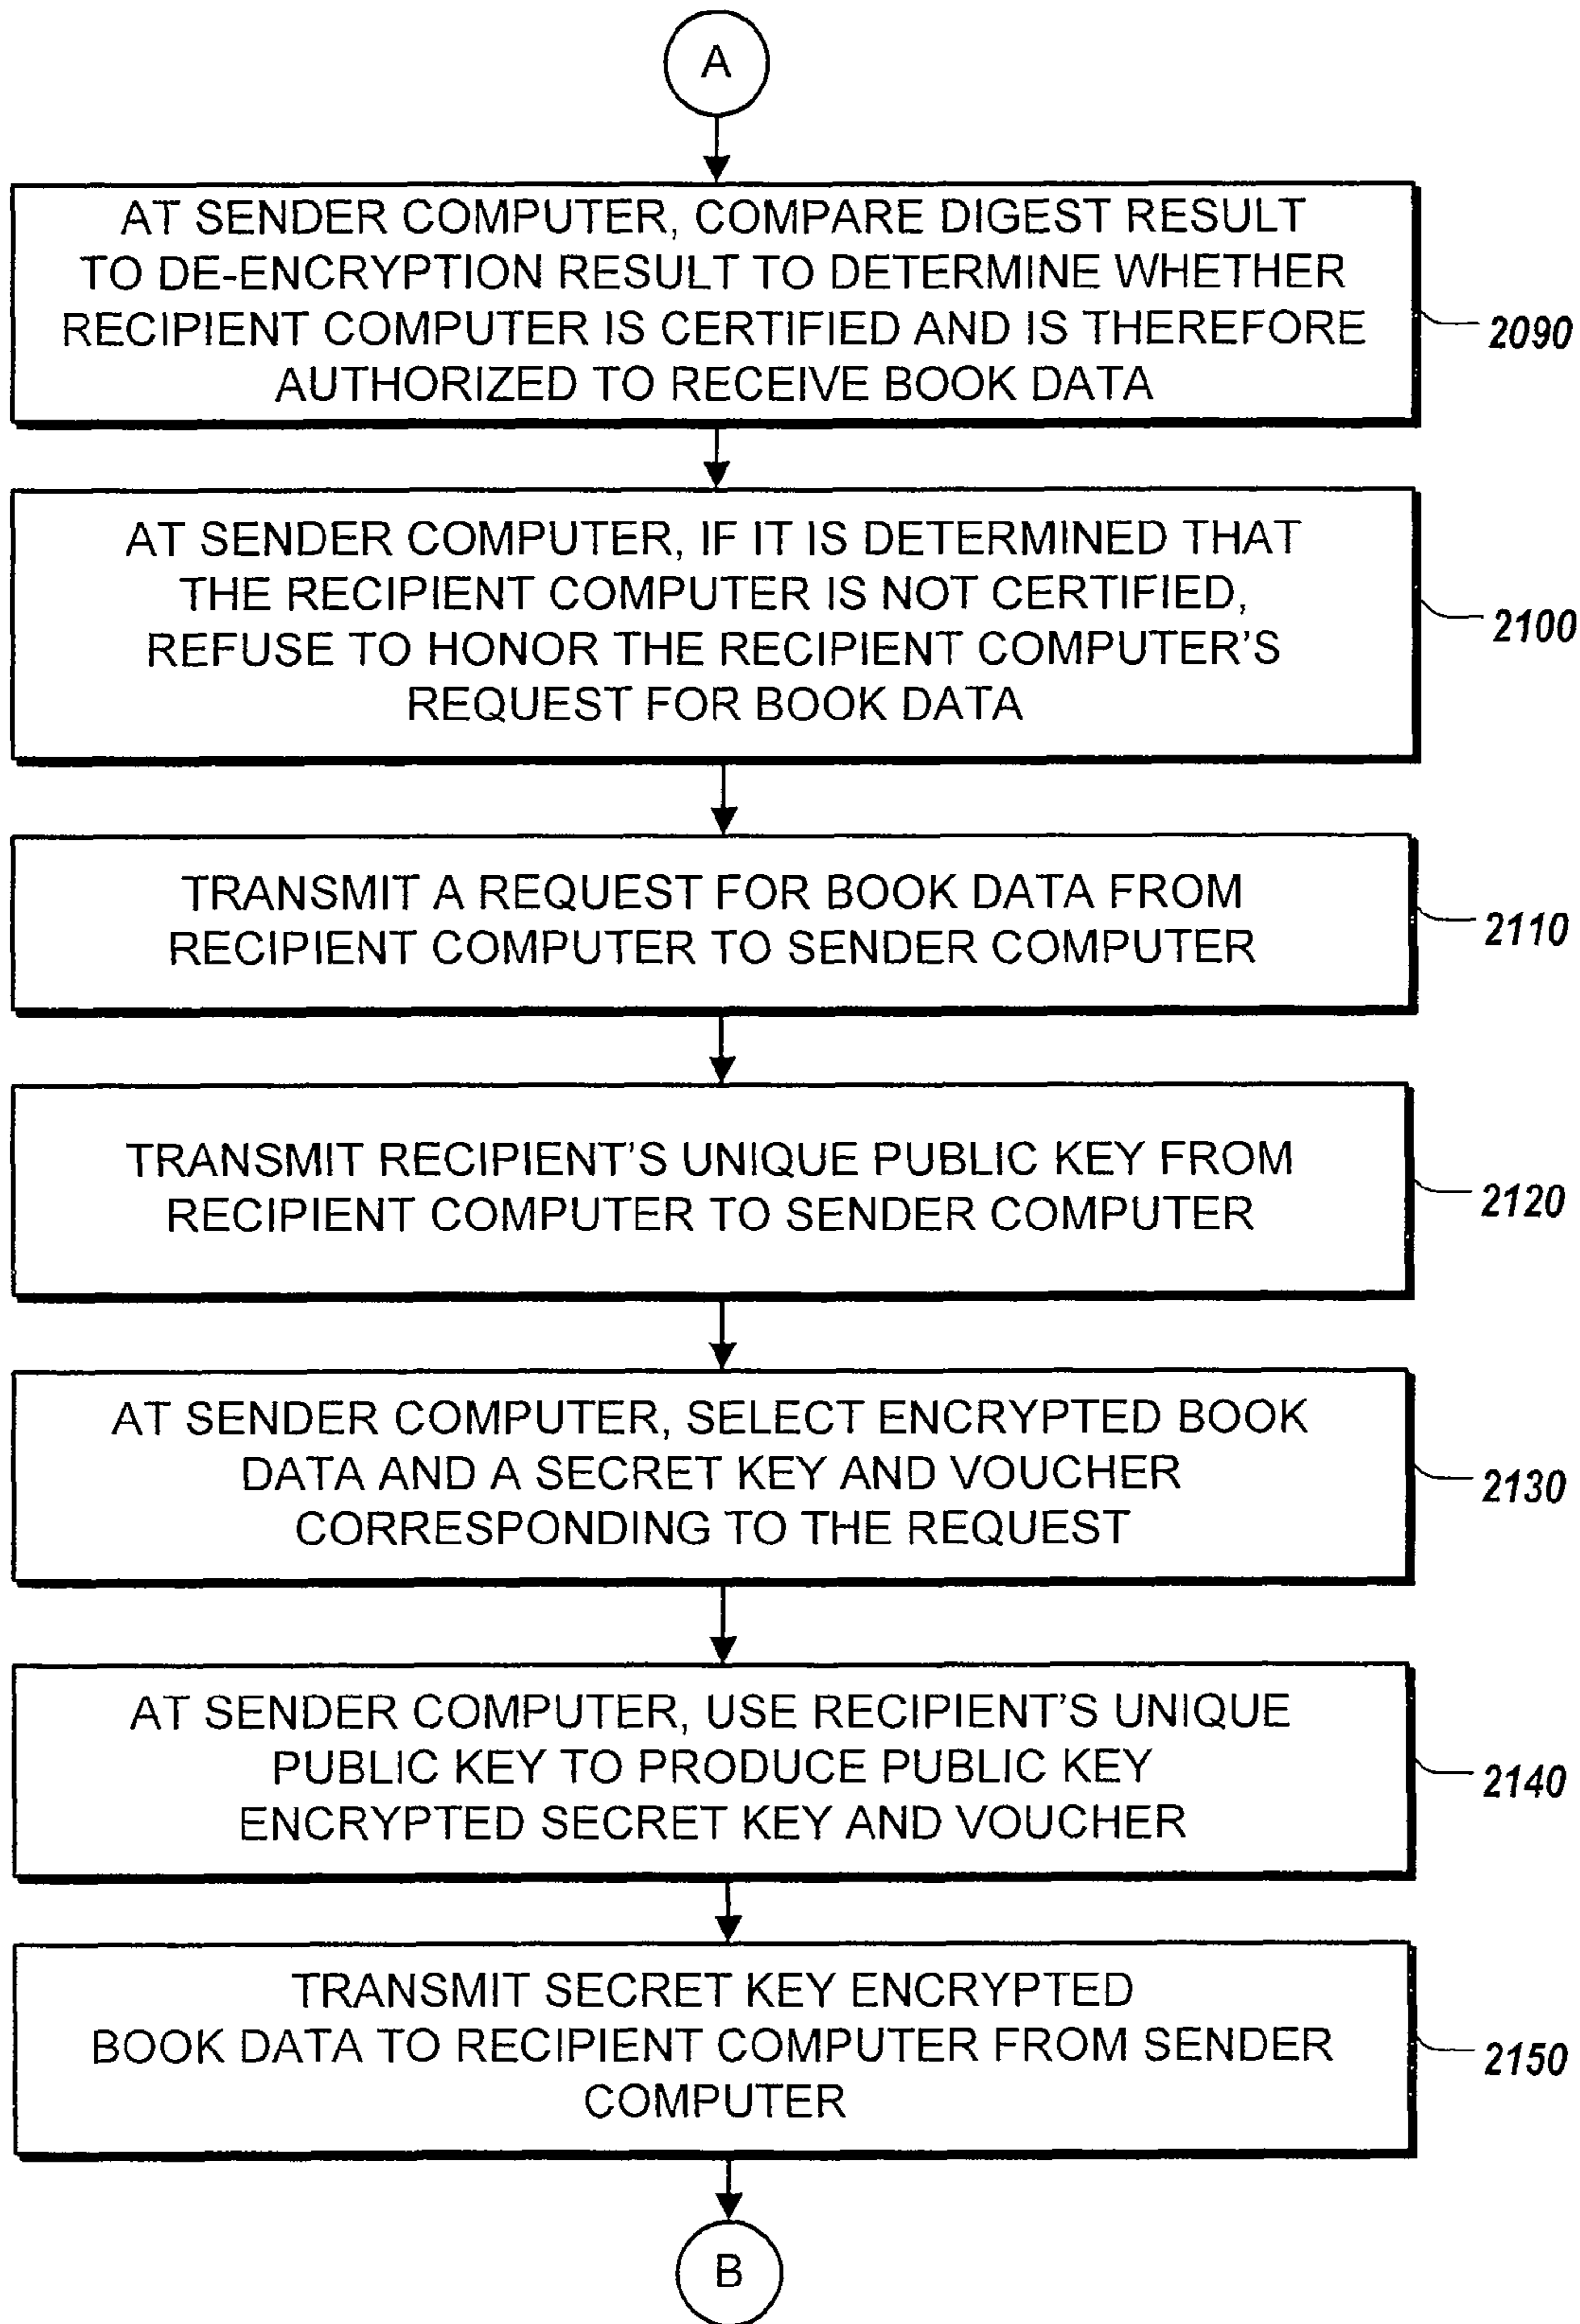 A
AT SENDER COMPUTER, COMPARE DIGEST RESULT
TO DE-ENCRYPTION RESULT TO DETERMINE WHETHER
RECIPIENT COMPUTER IS CERTIFIED AND IS THEREFORE
AUTHORIZED TO RECEIVE BOOK DATA
2090
AT SENDER COMPUTER, IF IT IS DETERMINED THAT
THE RECIPIENT COMPUTER IS NOT CERTIFIED,
REFUSE TO HONOR THE RECIPIENT COMPUTER'S
REQUEST FOR BOOK DATA
2100
TRANSMIT A REQUEST FOR BOOK DATA FROM
RECIPIENT COMPUTER TO SENDER COMPUTER
2110
TRANSMIT RECIPIENT'S UNIQUE PUBLIC KEY FROM
RECIPIENT COMPUTER TO SENDER COMPUTER
2120
AT SENDER COMPUTER, SELECT ENCRYPTED BOOK
DATA AND A SECRET KEY AND VOUCHER
CORRESPONDING TO THE REQUEST
2130
AT SENDER COMPUTER, USE RECIPIENT'S UNIQUE
PUBLIC KEY TO PRODUCE PUBLIC KEY
ENCRYPTED SECRET KEY AND VOUCHER
2140
TRANSMIT SECRET KEY ENCRYPTED
BOOK DATA TO RECIPIENT COMPUTER FROM SENDER
COMPUTER
2150
B